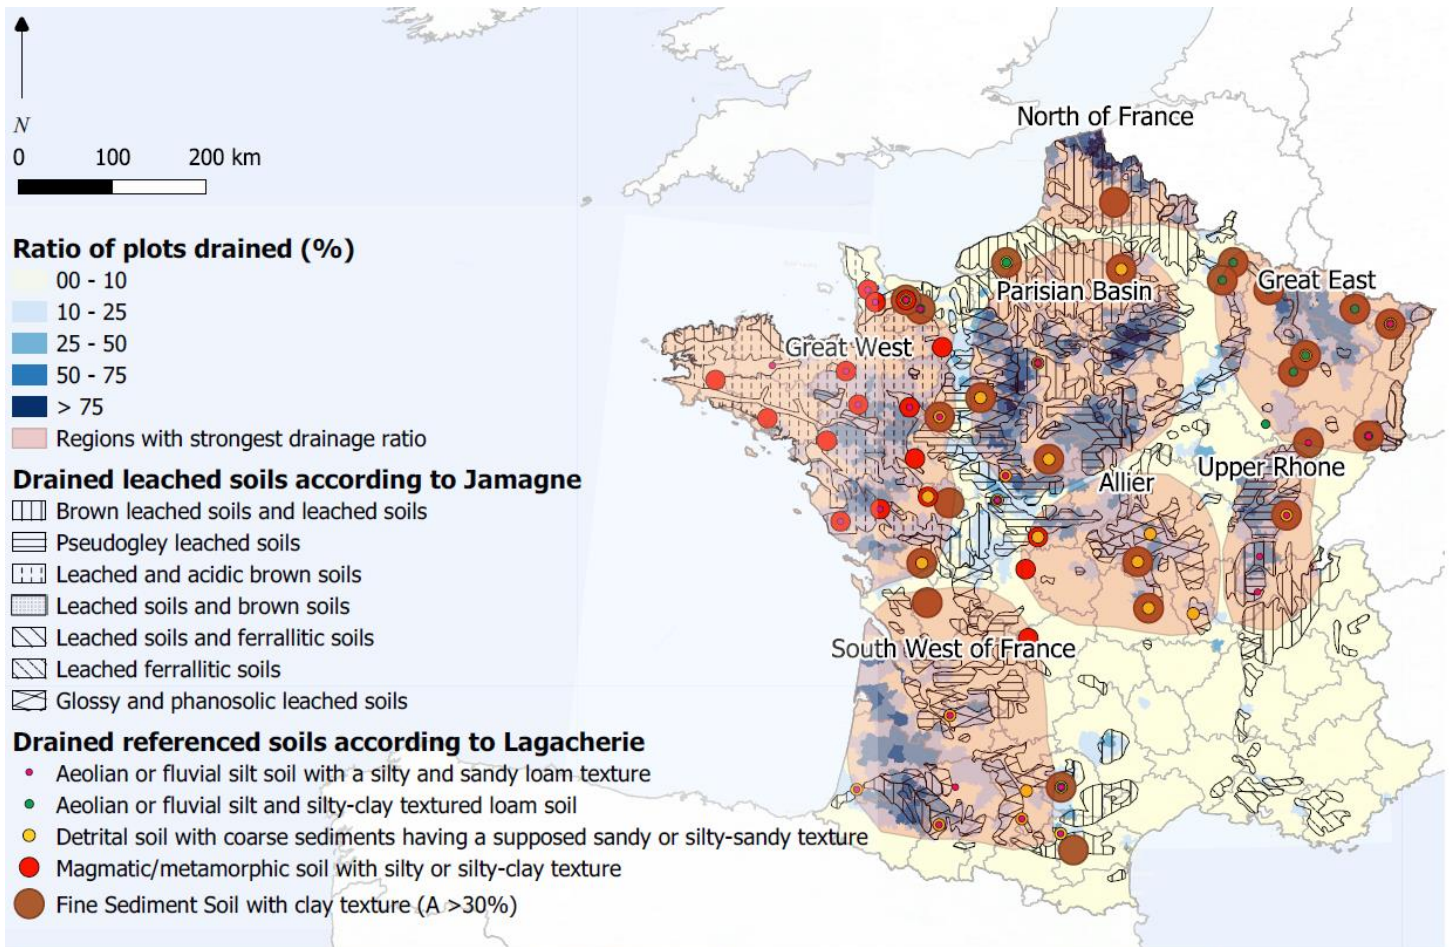 N
0 100 200 km
Ratio of plots drained (%)
00 - 10
10 - 25
25 - 50
50 - 75
> 75
Regions with strongest drainage ratio
Drained leached soils according to Jamagne
Brown leached soils and leached soils
Pseudogley leached soils
Leached and acidic brown soils
Leached soils and brown soils
Leached soils and ferrallitic soils
Leached ferrallitic soils
Glossy and phanosolic leached soils
Drained referenced soils according to Lagacherie
Aeolian or fluvial silt soil with a silty and sandy loam texture
Aeolian or fluvial silt and silty-clay textured loam soil
Detrital soil with coarse sediments having a supposed sandy or silty-sandy texture
Magmatic/metamorphic soil with silty or silty-clay texture
Fine Sediment Soil with clay texture (A >30%)
North of France
Great East
Parisian Basin
Great West
Upper Rhone
Allier
South West of France